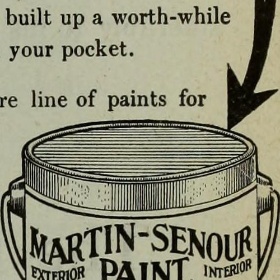 built up a worth-while
your pocket.
re line of paints for
MARTIN-SENOUR
EXTERIOR PAINT INTERIOR